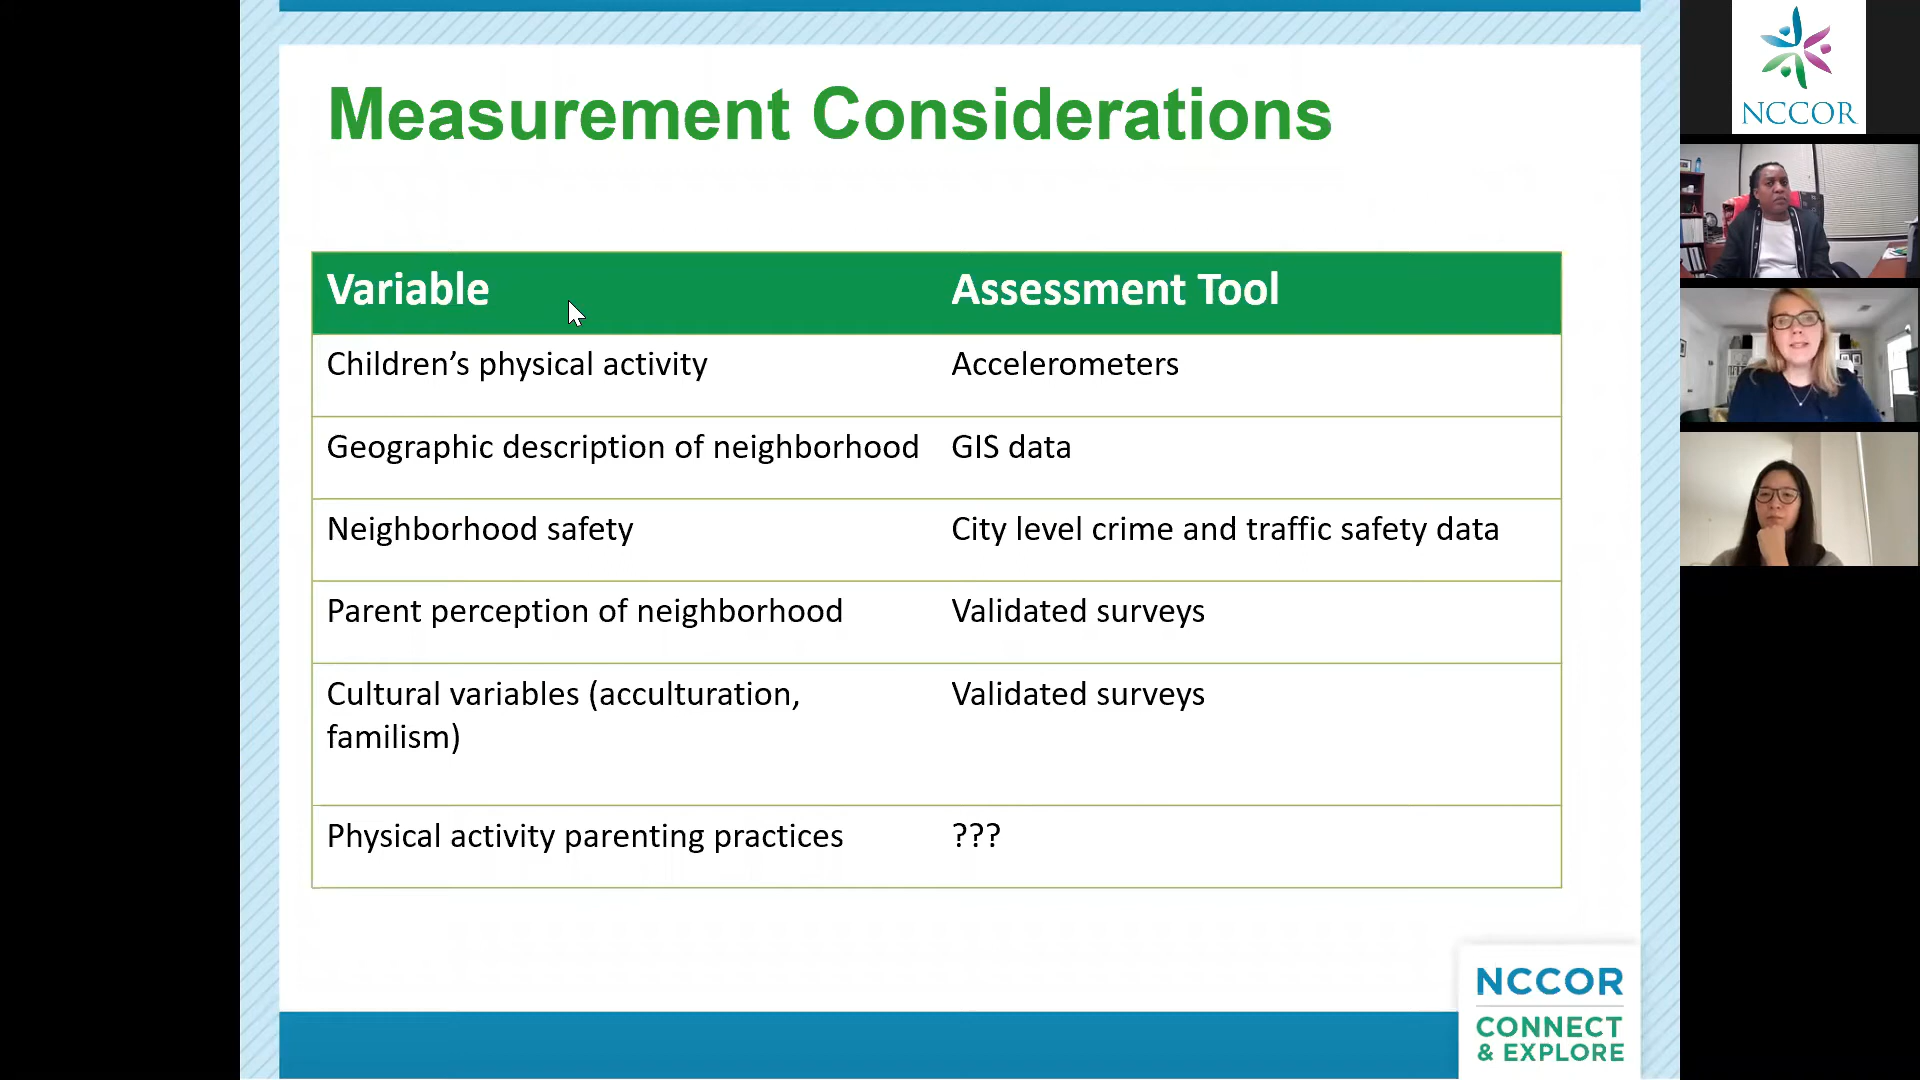 Measurement Considerations
Variable
Assessment Tool
Children’s physical activity
Accelerometers
Geographic description of neighborhood
GIS data
Neighborhood safety
City level crime and traffic safety data
Parent perception of neighborhood
Validated surveys
Cultural variables (acculturation,
familism)
Validated surveys
Physical activity parenting practices
???
NCCOR
CONNECT
& EXPLORE
NCCOR